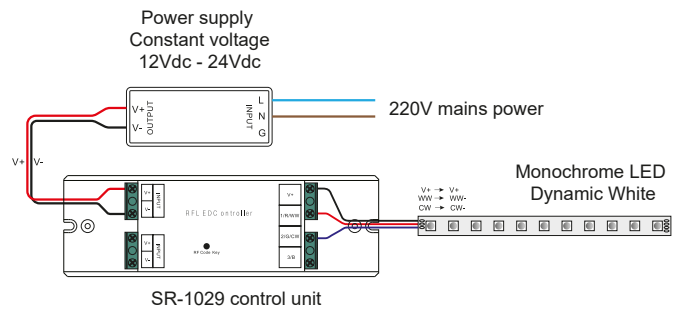 Power supply
Constant voltage
12Vdc - 24Vdc
V+
V-
OUTPUT
INPUT
L
N
G
220V mains power
V+
V-
V+
V-
INPUT
V+
V-
INPUT
RFLEDController
RF Code Key
V+
1/R/WW
2/G/CW
3/B
Monochrome LED
Dynamic White
V+ → V+
WW → WW-
CW → CW-
SR-1029 control unit